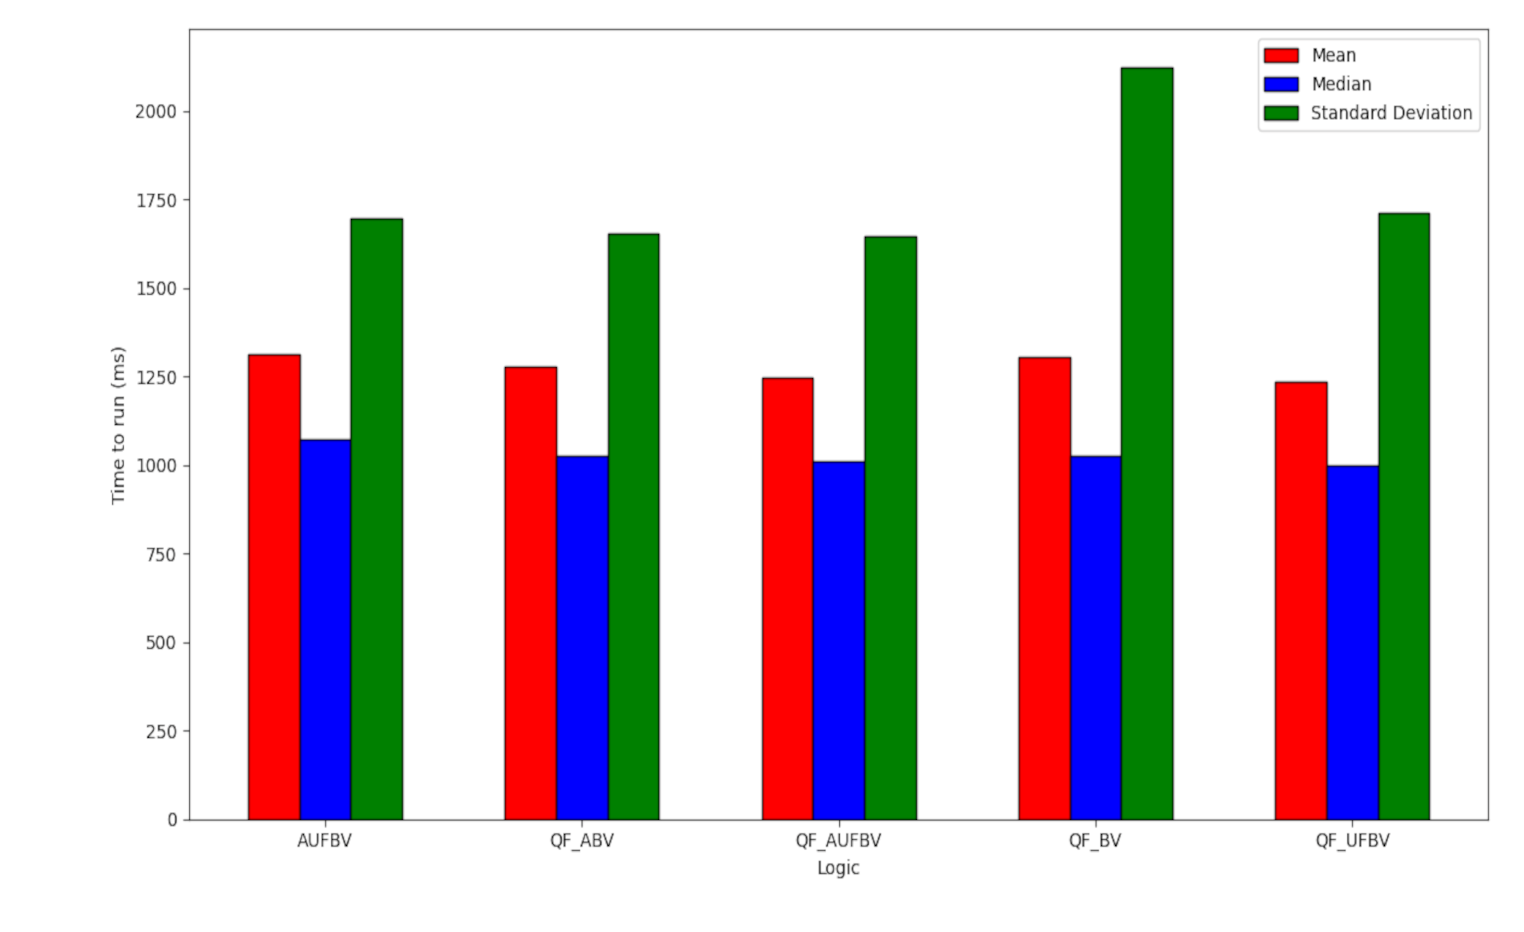 Mean
Median
Standard Deviation
2000
1750
1500
1250
1000
750
500
250
0
Time to run (ms)
AUFBV QF_ABV QF_AUFBV QF_BV QF_UFBV
Logic